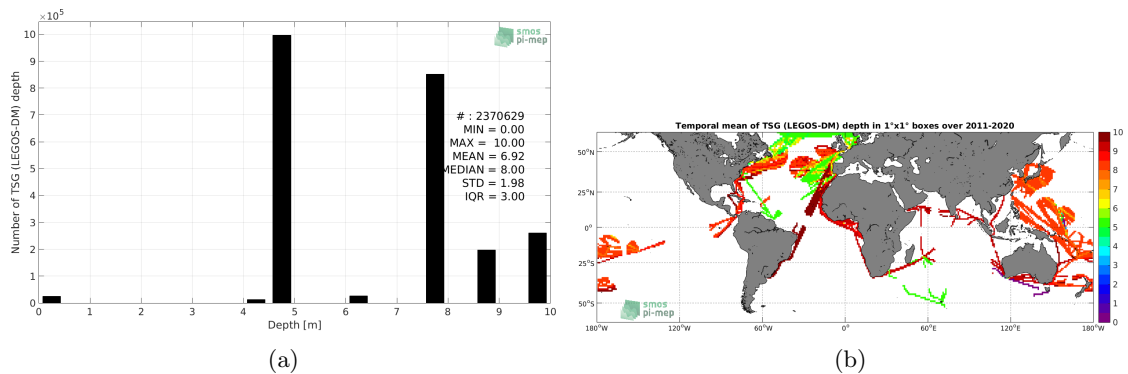 ×10⁵
10
9
8
7
6
5
4
3
2
1
0
Number of TSG (LEGOS-DM) depth
smos
pi-mep
# : 2370629
MIN = 0.00
MAX = 10.00
MEAN = 6.92
MEDIAN = 8.00
STD = 1.98
IQR = 3.00
0 1 2 3 4 5 6 7 8 9 10
Depth [m]
(a)
Temporal mean of TSG (LEGOS-DM) depth in 1°x1° boxes over 2011-2020
50°N
25°N
0°
25°S
50°S
smos
pi-mep
180°W 120°W 60°W 0° 60°E 120°E 180°W
10
9
8
7
6
5
4
3
2
1
0
(b)